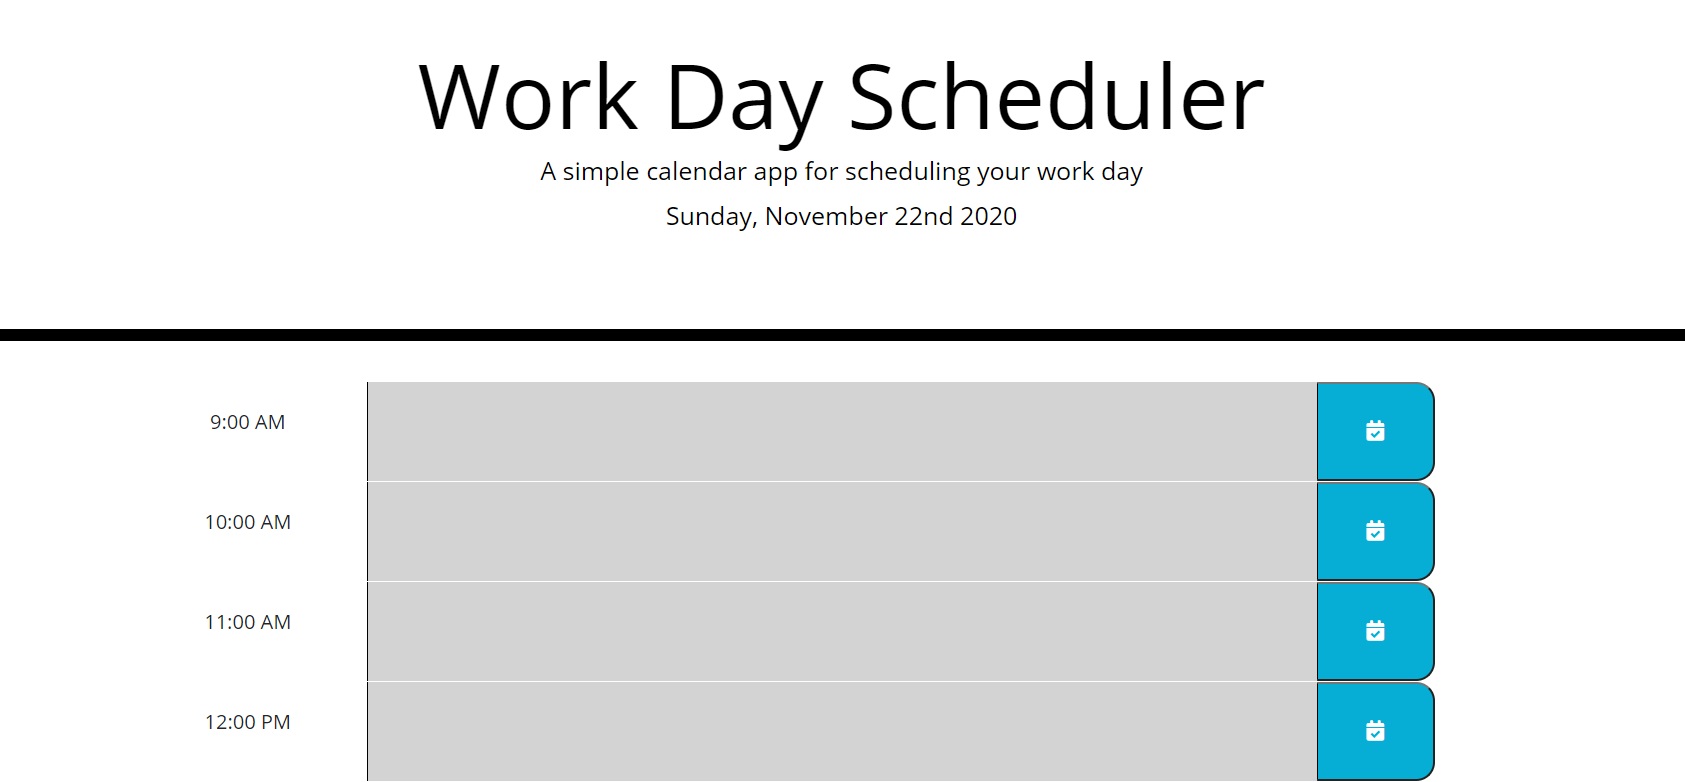 Work Day Scheduler
A simple calendar app for scheduling your work day
Sunday, November 22nd 2020
9:00 AM
10:00 AM
11:00 AM
12:00 PM